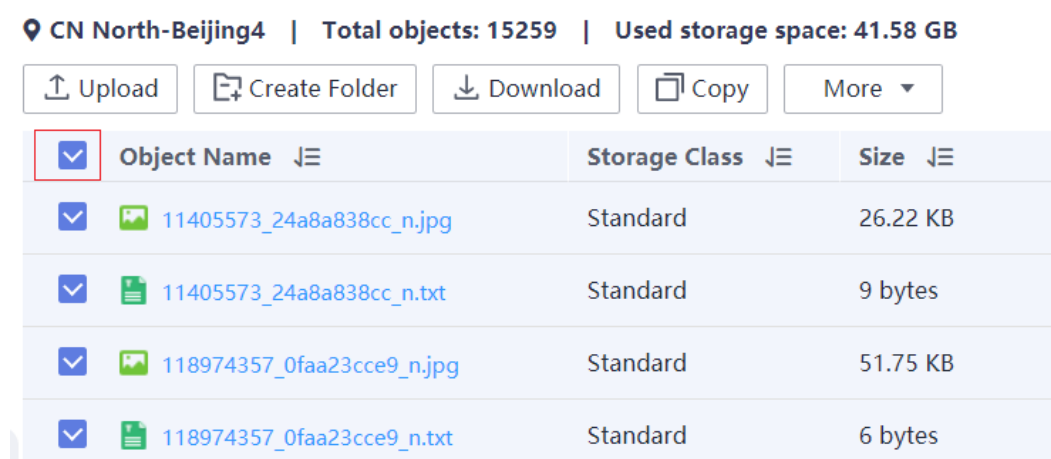 CN North-Beijing4 | Total objects: 15259 | Used storage space: 41.58 GB
Upload Create Folder Download Copy More
Object Name Storage Class Size
11405573_24a8a838cc_n.jpg Standard 26.22 KB
11405573_24a8a838cc_n.txt Standard 9 bytes
118974357_0faa23cce9_n.jpg Standard 51.75 KB
118974357_0faa23cce9_n.txt Standard 6 bytes